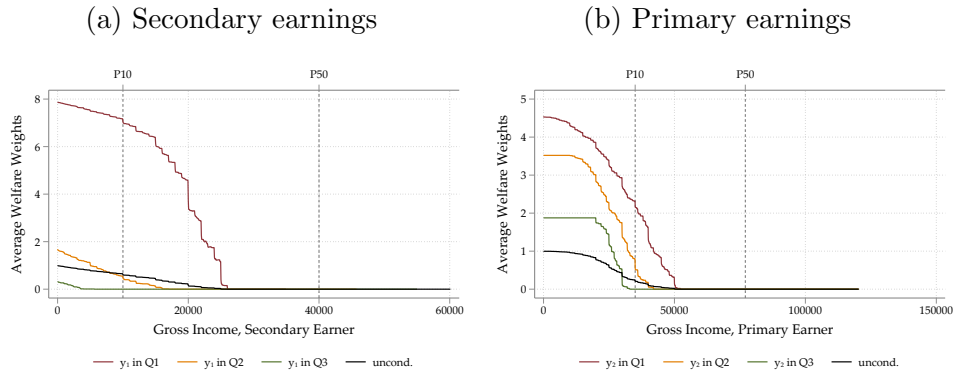 (a) Secondary earnings
P10 P50
8
6
4
2
0
Average Welfare Weights
0 20000 40000 60000
Gross Income, Secondary Earner
y₁ in Q1 y₁ in Q2 y₁ in Q3 uncond.
(b) Primary earnings
P10 P50
5
4
3
2
1
0
Average Welfare Weights
0 50000 100000 150000
Gross Income, Primary Earner
y₂ in Q1 y₂ in Q2 y₂ in Q3 uncond.